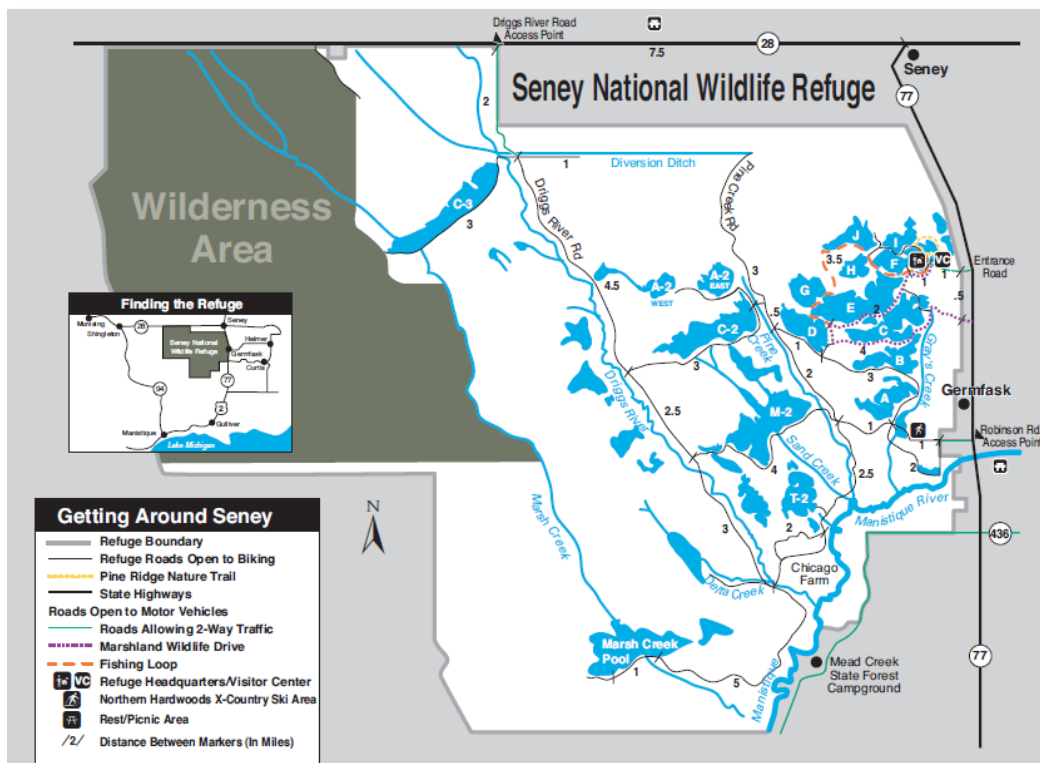 Driggs River Road
Access Point
28
7.5
Seney
77
Seney National Wildlife Refuge
2
1
Diversion Ditch
Pine Creek Rd
Wilderness
Area
C-3
3
Driggs River Rd
J
I
3.5
H
F
VC
1
1
Entrance
Road
4.5
A-2
WEST
A-2
EAST
3
G
E
2
.5
.5
C-2
D
C
Pine
Creek
1
4
B
Gray's Creek
Finding the Refuge
Munising
Shingleton
28
Seney
Seney National
Wildlife Refuge
Helmer
Germfask
Curtis
77
94
2
Gulliver
Manistique
Lake Michigan
3
2
3
Driggs River
A
Germfask
2.5
M-2
1
1
Robinson Rd.
Access Point
4
Sand Creek
2.5
2
T-2
Manistique River
Marsh Creek
3
2
436
Chicago
Farm
Delta Creek
Marsh Creek
Pool
1
5
Manistique
Mead Creek
State Forest
Campground
77
N
Getting Around Seney
Refuge Boundary
Refuge Roads Open to Biking
Pine Ridge Nature Trail
State Highways
Roads Open to Motor Vehicles
Roads Allowing 2-Way Traffic
Marshland Wildlife Drive
Fishing Loop
VC Refuge Headquarters/Visitor Center
Northern Hardwoods X-Country Ski Area
Rest/Picnic Area
/2/ Distance Between Markers (In Miles)